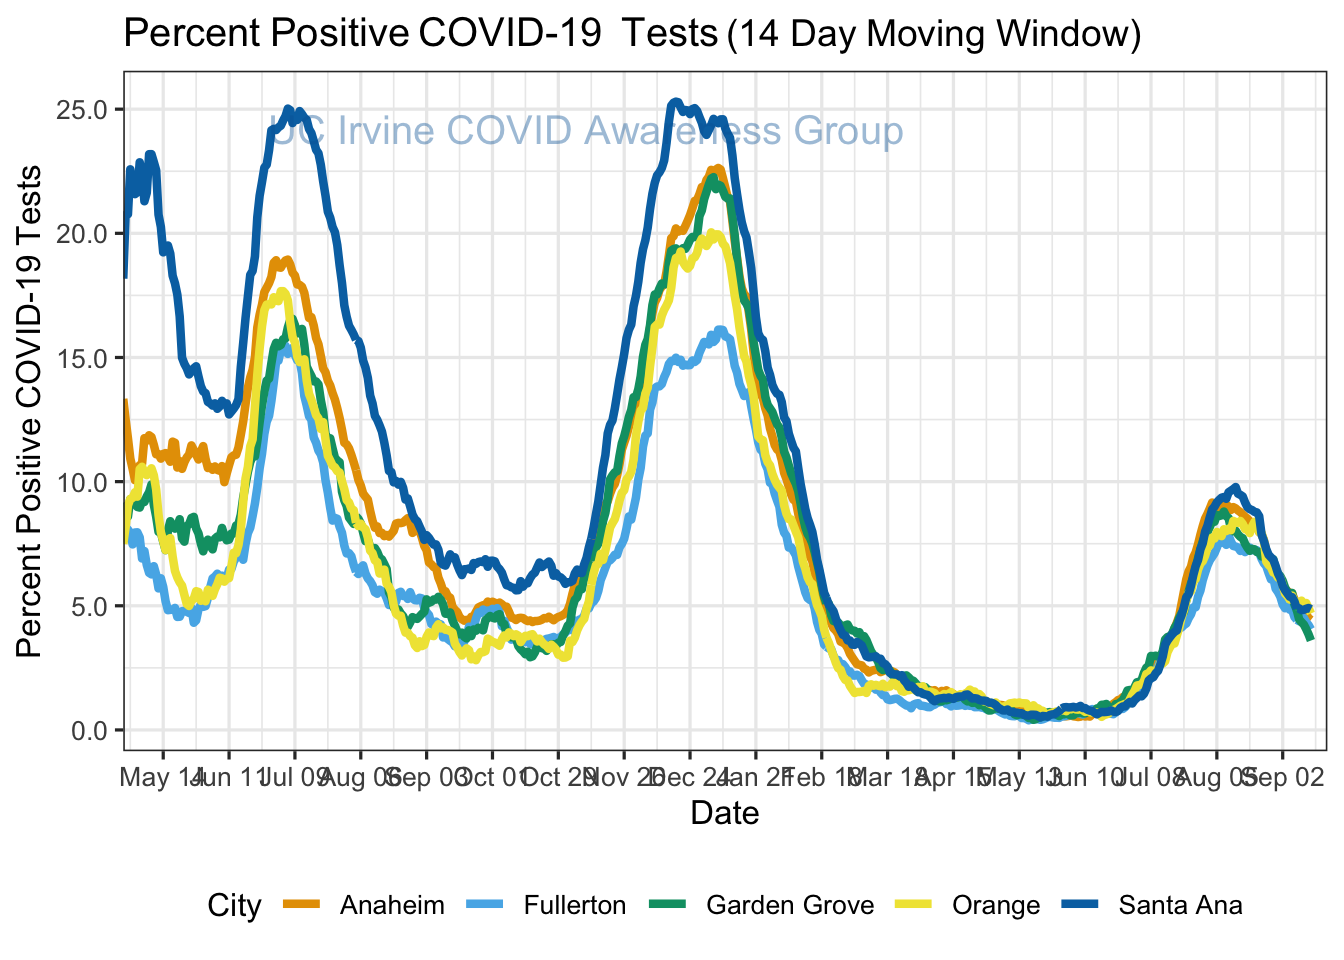 Percent Positive COVID-19 Tests (14 Day Moving Window)
UC Irvine COVID Awareness Group
Percent Positive COVID-19 Tests
25.0
20.0
15.0
10.0
5.0
0.0
May 14 Jun 11 Jul 09 Aug 06 Sep 03 Oct 01 Oct 29 Nov 26 Dec 24 Jan 21 Feb 18 Mar 18 Apr 15 May 13 Jun 10 Jul 08 Aug 05 Sep 02
Date
City Anaheim Fullerton Garden Grove Orange Santa Ana